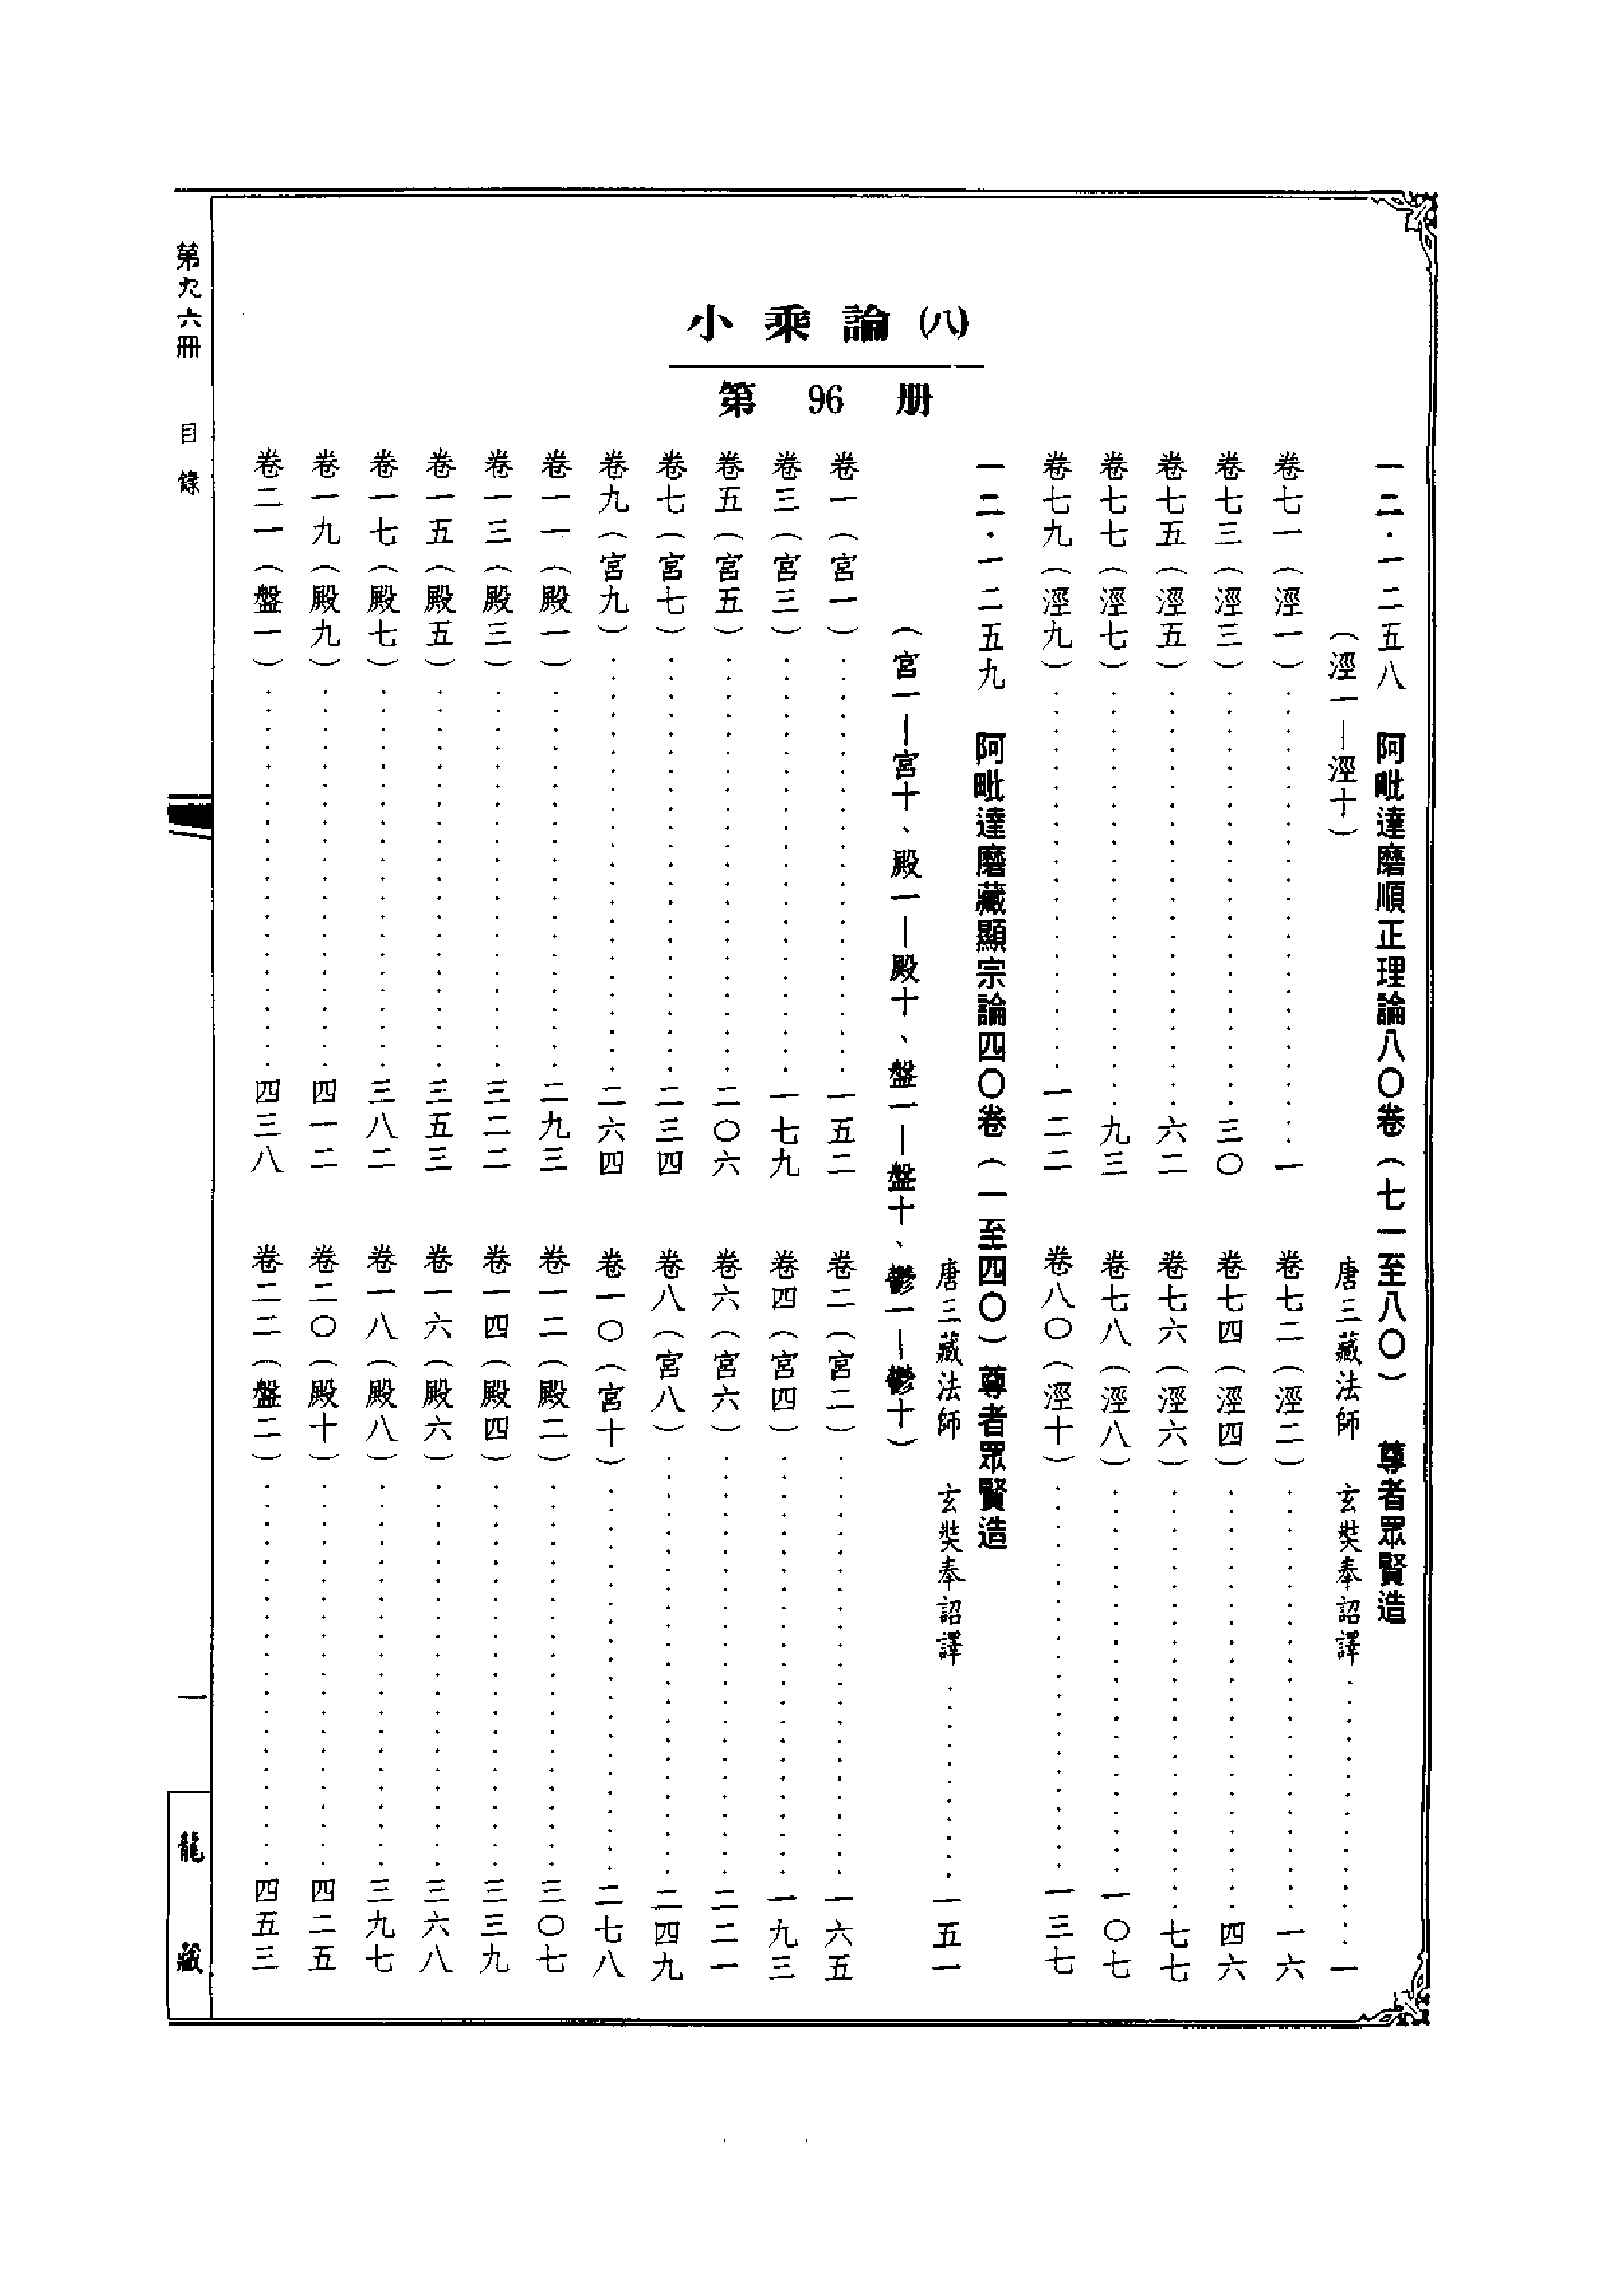 小乘論(八)
第96册
一二·一二五八　阿毗達磨順正理論八〇卷（七一至八〇）　尊者眾賢造
唐三藏法師　玄奘奉詔譯……一
（涇一—涇十）
卷七一（涇一）……一
卷七二（涇二）……一六
卷七三（涇三）……三〇
卷七四（涇四）……四六
卷七五（涇五）……六二
卷七六（涇六）……七七
卷七七（涇七）……九三
卷七八（涇八）……一〇七
卷七九（涇九）……一二二
卷八〇（涇十）……一三七
一二·一二五九　阿毗達磨藏顯宗論四〇卷（一至四〇）尊者眾賢造
唐三藏法師　玄奘奉詔譯……一五一
（宮一—宮十、殿一—殿十、盤一—盤十、鬱一—鬱十）
卷一（宮一）……一五二
卷二（宮二）……一六五
卷三（宮三）……一七九
卷四（宮四）……一九三
卷五（宮五）……二〇六
卷六（宮六）……二二一
卷七（宮七）……二三四
卷八（宮八）……二四九
卷九（宮九）……二六四
卷一〇（宮十）……二七八
卷一一（殿一）……二九三
卷一二（殿二）……三〇七
卷一三（殿三）……三二二
卷一四（殿四）……三三九
卷一五（殿五）……三五三
卷一六（殿六）……三六八
卷一七（殿七）……三八二
卷一八（殿八）……三九七
卷一九（殿九）……四一二
卷二〇（殿十）……四二五
卷二一（盤一）……四三八
卷二二（盤二）……四五三
第九六冊　目錄
一
龍藏